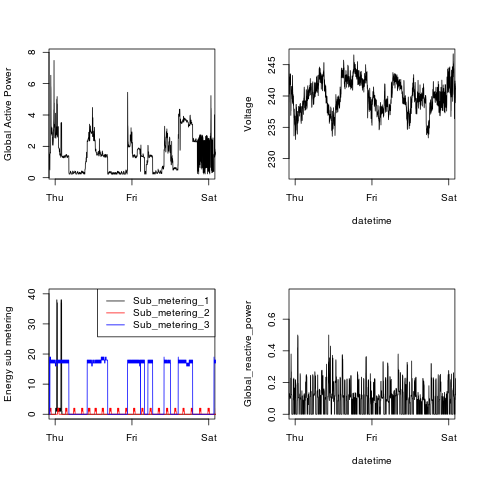 Global Active Power
8
6
4
2
0
Thu Fri Sat
Voltage
245
240
235
230
Thu Fri Sat
datetime
Energy sub metering
40
30
20
10
0
Sub_metering_1
Sub_metering_2
Sub_metering_3
Thu Fri Sat
Global_reactive_power
0.6
0.4
0.2
0.0
Thu Fri Sat
datetime